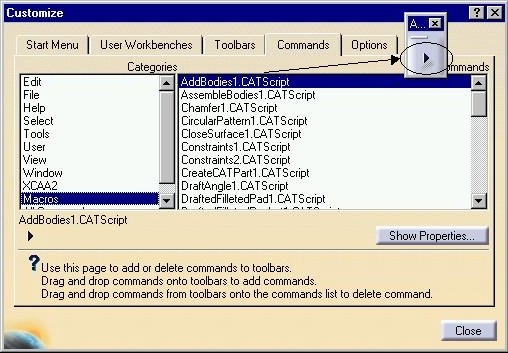 Customize
A...
Start Menu
User Workbenches
Toolbars
Commands
Options
Categories
mmands
Edit
File
Help
Select
Tools
User
View
Window
XCAA2
Macros
AddBodies1.CATScript
AssembleBodies1.CATScript
Chamfer1.CATScript
CircularPattern1.CATScript
CloseSurface1.CATScript
Constraints1.CATScript
Constraints2.CATScript
CreateCATPart1.CATScript
DraftAngle1.CATScript
DraftedFilletedPad1.CATScript
AddBodies1.CATScript
Show Properties...
Use this page to add or delete commands to toolbars.
Drag and drop commands onto toolbars to add commands.
Drag and drop commands from toolbars onto the commands list to delete command.
Close